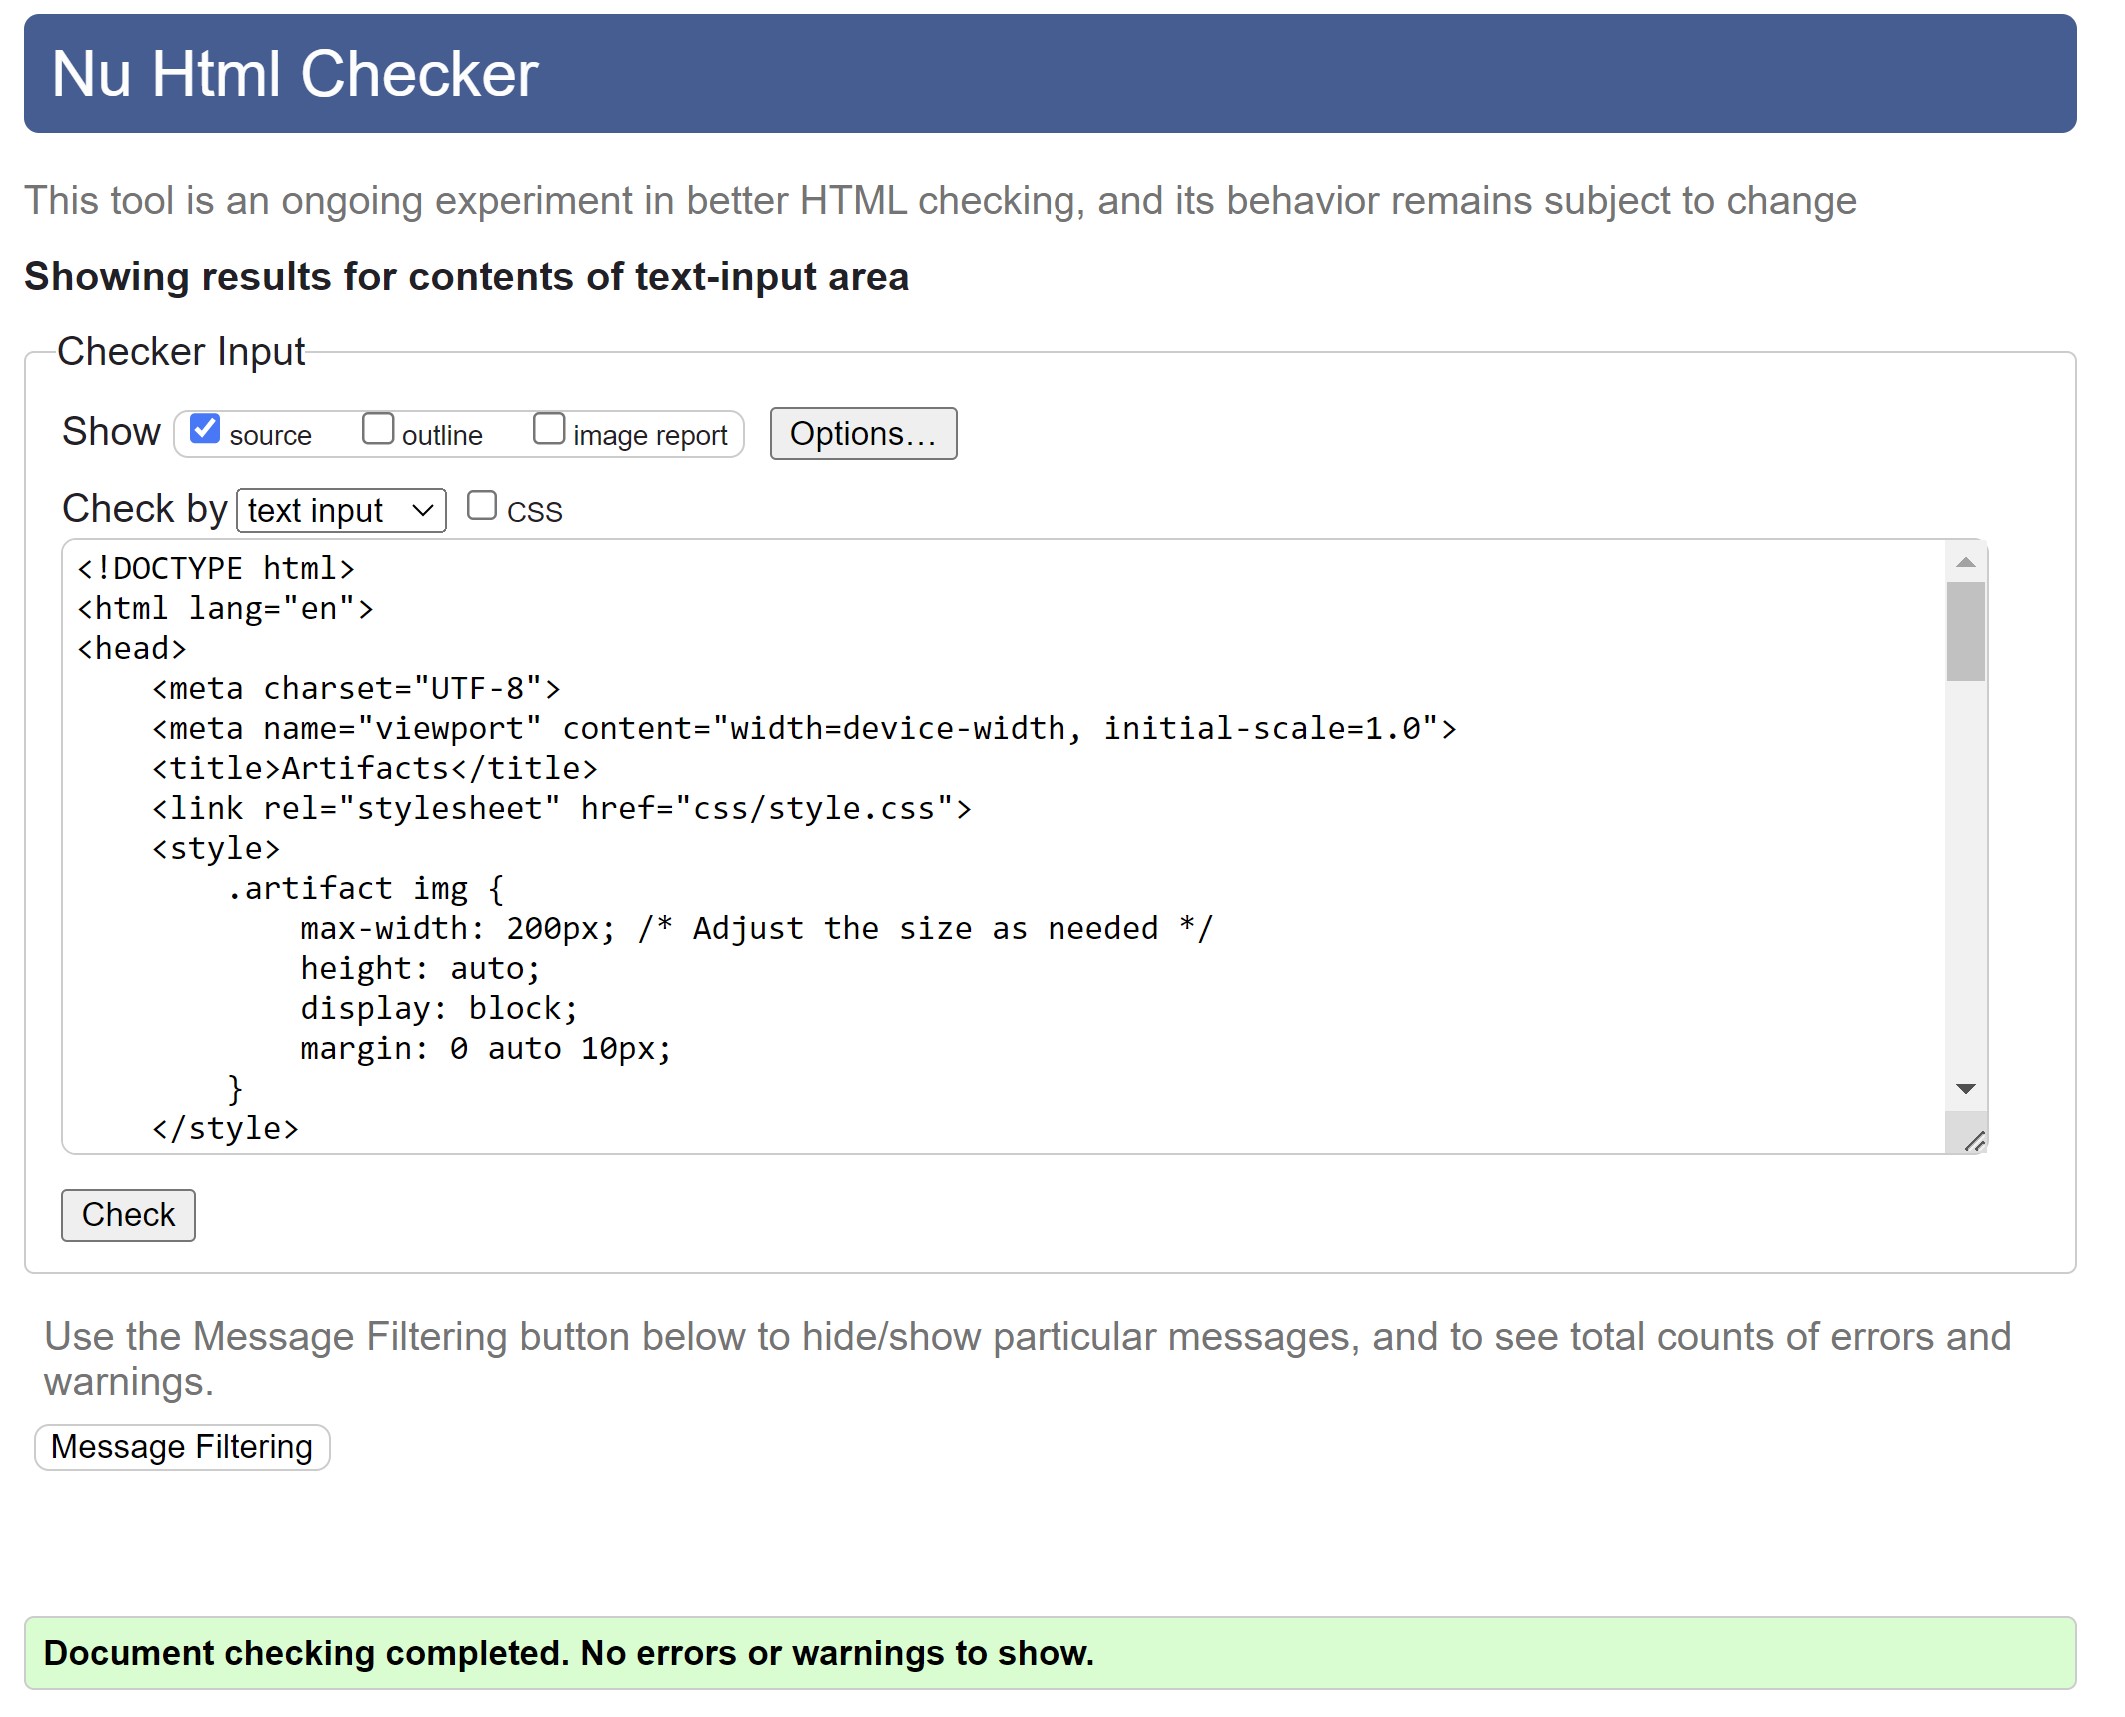 Nu Html Checker
This tool is an ongoing experiment in better HTML checking, and its behavior remains subject to change
Showing results for contents of text-input area
Checker Input
Show source outline image report Options…
Check by text input CSS
<!DOCTYPE html>
<html lang="en">
<head>
    <meta charset="UTF-8">
    <meta name="viewport" content="width=device-width, initial-scale=1.0">
    <title>Artifacts</title>
    <link rel="stylesheet" href="css/style.css">
    <style>
        .artifact img {
            max-width: 200px; /* Adjust the size as needed */
            height: auto;
            display: block;
            margin: 0 auto 10px;
        }
    </style>
Check
Use the Message Filtering button below to hide/show particular messages, and to see total counts of errors and
warnings.
Message Filtering
Document checking completed. No errors or warnings to show.